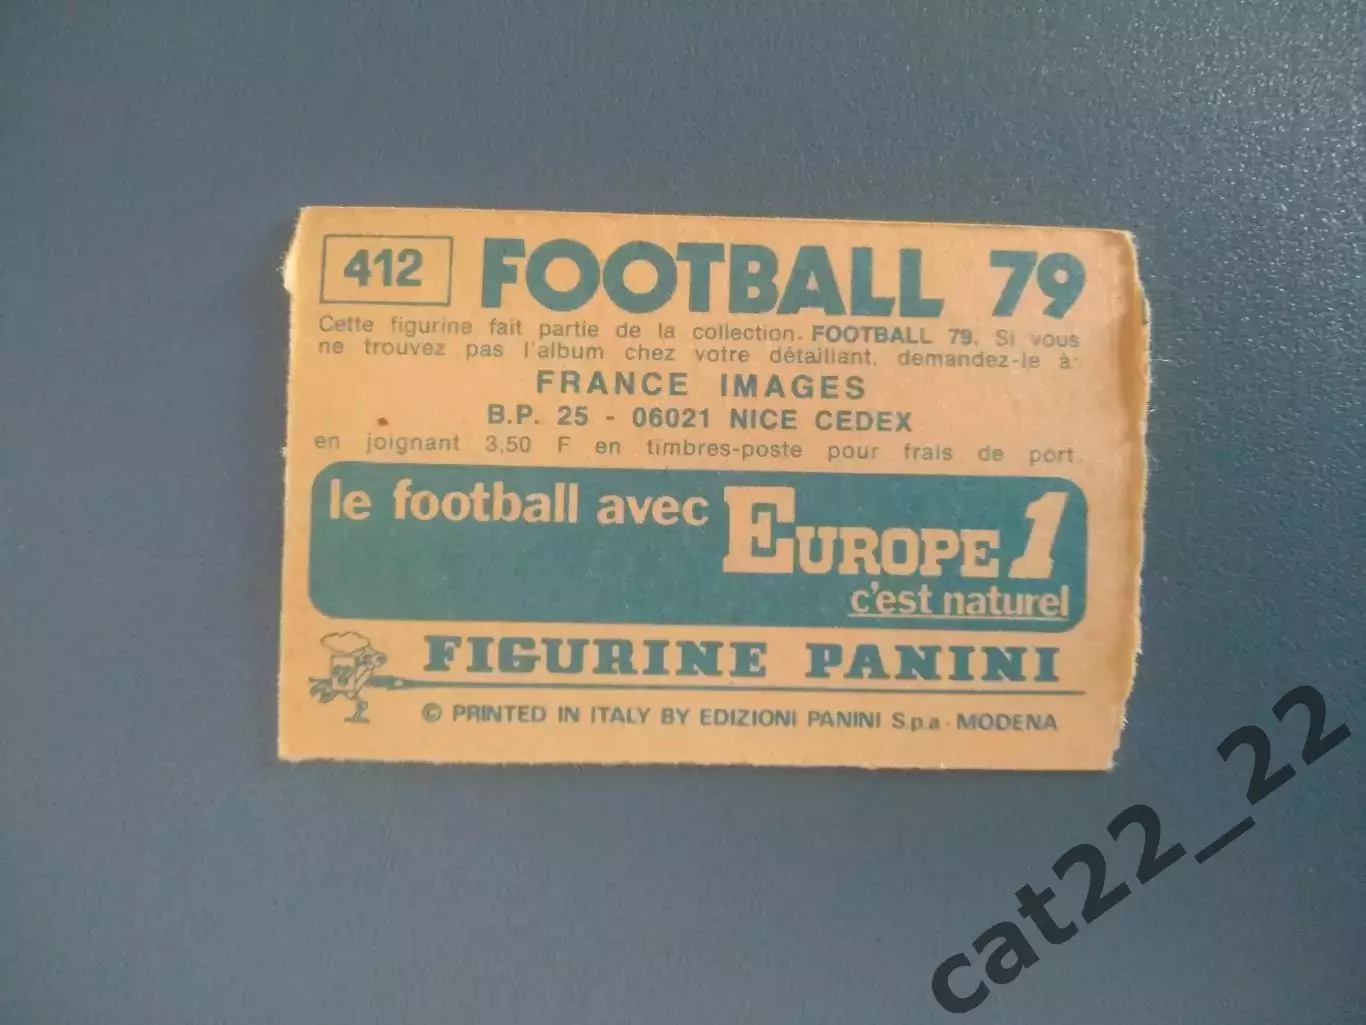 412
FOOTBALL 79
Cette figurine fait partie de la collection. FOOTBALL 79. Si vous
ne trouvez pas l'album chez votre détaillant, demandez-le à:
FRANCE IMAGES
B.P. 25 - 06021 NICE CEDEX
en joignant 3,50 F en timbres-poste pour frais de port.
le football avec EUROPE 1
c'est naturel
FIGURINE PANINI
© PRINTED IN ITALY BY EDIZIONI PANINI S.p.a - MODENA
cat22_22